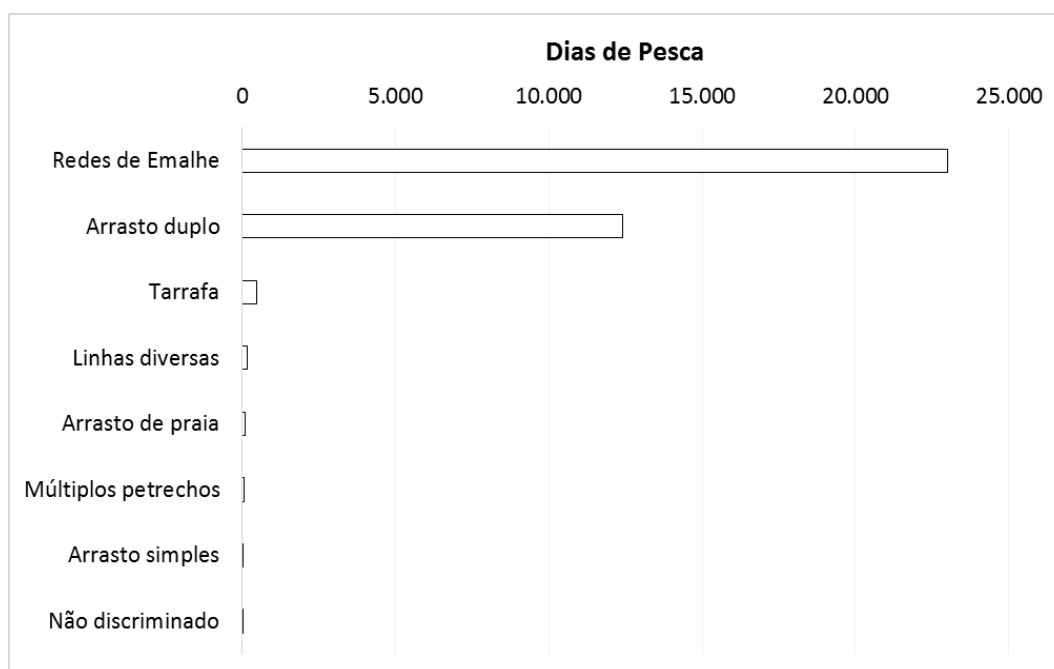 Dias de Pesca
0 5.000 10.000 15.000 20.000 25.000
Redes de Emalhe
Arrasto duplo
Tarrafa
Linhas diversas
Arrasto de praia
Múltiplos petrechos
Arrasto simples
Não discriminado